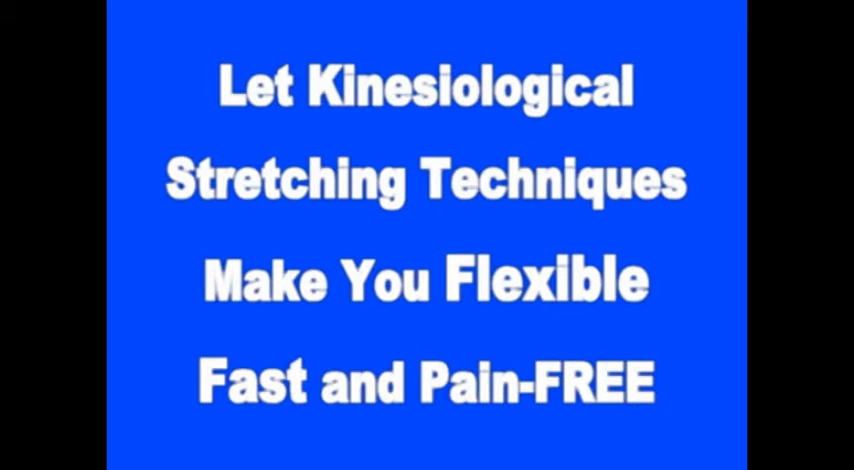 Let Kinesiological
Stretching Techniques
Make You Flexible
Fast and Pain-FREE